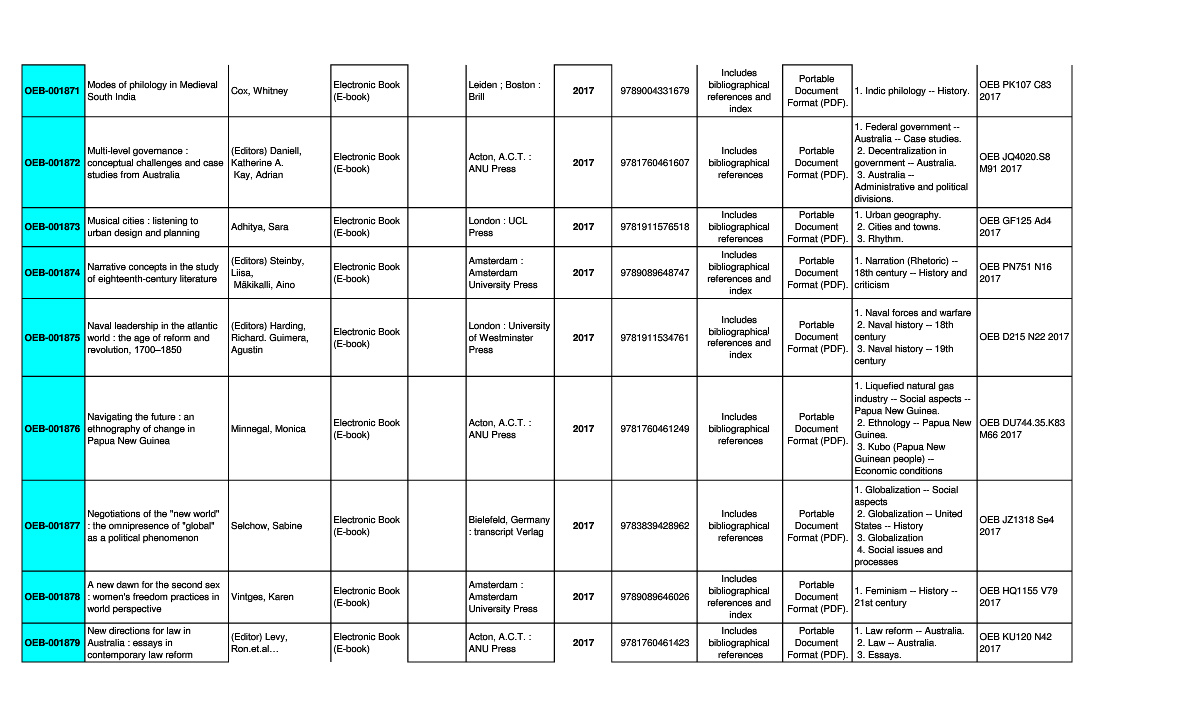 OEB-001871
Modes of philology in Medieval
South India
Cox, Whitney
Electronic Book
(E-book)
Leiden ; Boston :
Brill
2017
9789004331679
Includes
bibliographical
references and
index
Portable
Document
Format (PDF).
1. Indic philology -- History.
OEB PK107 C83
2017
OEB-001872
Multi-level governance :
conceptual challenges and case
studies from Australia
(Editors) Daniell,
Katherine A.
Kay, Adrian
Electronic Book
(E-book)
Acton, A.C.T. :
ANU Press
2017
9781760461607
Includes
bibliographical
references
Portable
Document
Format (PDF).
1. Federal government --
Australia -- Case studies.
2. Decentralization in
government -- Australia.
3. Australia --
Administrative and political
divisions.
OEB JQ4020.S8
M91 2017
OEB-001873
Musical cities : listening to
urban design and planning
Adhitya, Sara
Electronic Book
(E-book)
London : UCL
Press
2017
9781911576518
Includes
bibliographical
references
Portable
Document
Format (PDF).
1. Urban geography.
2. Cities and towns.
3. Rhythm.
OEB GF125 Ad4
2017
OEB-001874
Narrative concepts in the study
of eighteenth-century literature
(Editors) Steinby,
Liisa,
Mäkikalli, Aino
Electronic Book
(E-book)
Amsterdam :
Amsterdam
University Press
2017
9789089648747
Includes
bibliographical
references and
index
Portable
Document
Format (PDF).
1. Narration (Rhetoric) --
18th century -- History and
criticism
OEB PN751 N16
2017
OEB-001875
Naval leadership in the atlantic
world : the age of reform and
revolution, 1700–1850
(Editors) Harding,
Richard. Guimera,
Agustin
Electronic Book
(E-book)
London : University
of Westminster
Press
2017
9781911534761
Includes
bibliographical
references and
index
Portable
Document
Format (PDF).
1. Naval forces and warfare
2. Naval history -- 18th
century
3. Naval history -- 19th
century
OEB D215 N22 2017
OEB-001876
Navigating the future : an
ethnography of change in
Papua New Guinea
Minnegal, Monica
Electronic Book
(E-book)
Acton, A.C.T. :
ANU Press
2017
9781760461249
Includes
bibliographical
references
Portable
Document
Format (PDF).
1. Liquefied natural gas
industry -- Social aspects --
Papua New Guinea.
2. Ethnology -- Papua New
Guinea.
3. Kubo (Papua New
Guinean people) --
Economic conditions
OEB DU744.35.K83
M66 2017
OEB-001877
Negotiations of the "new world"
: the omnipresence of "global"
as a political phenomenon
Selchow, Sabine
Electronic Book
(E-book)
Bielefeld, Germany
: transcript Verlag
2017
9783839428962
Includes
bibliographical
references
Portable
Document
Format (PDF).
1. Globalization -- Social
aspects
2. Globalization -- United
States -- History
3. Globalization
4. Social issues and
processes
OEB JZ1318 Se4
2017
OEB-001878
A new dawn for the second sex
: women's freedom practices in
world perspective
Vintges, Karen
Electronic Book
(E-book)
Amsterdam :
Amsterdam
University Press
2017
9789089646026
Includes
bibliographical
references and
index
Portable
Document
Format (PDF).
1. Feminism -- History --
21st century
OEB HQ1155 V79
2017
OEB-001879
New directions for law in
Australia : essays in
contemporary law reform
(Editor) Levy,
Ron.et.al...
Electronic Book
(E-book)
Acton, A.C.T. :
ANU Press
2017
9781760461423
Includes
bibliographical
references
Portable
Document
Format (PDF).
1. Law reform -- Australia.
2. Law -- Australia.
3. Essays.
OEB KU120 N42
2017